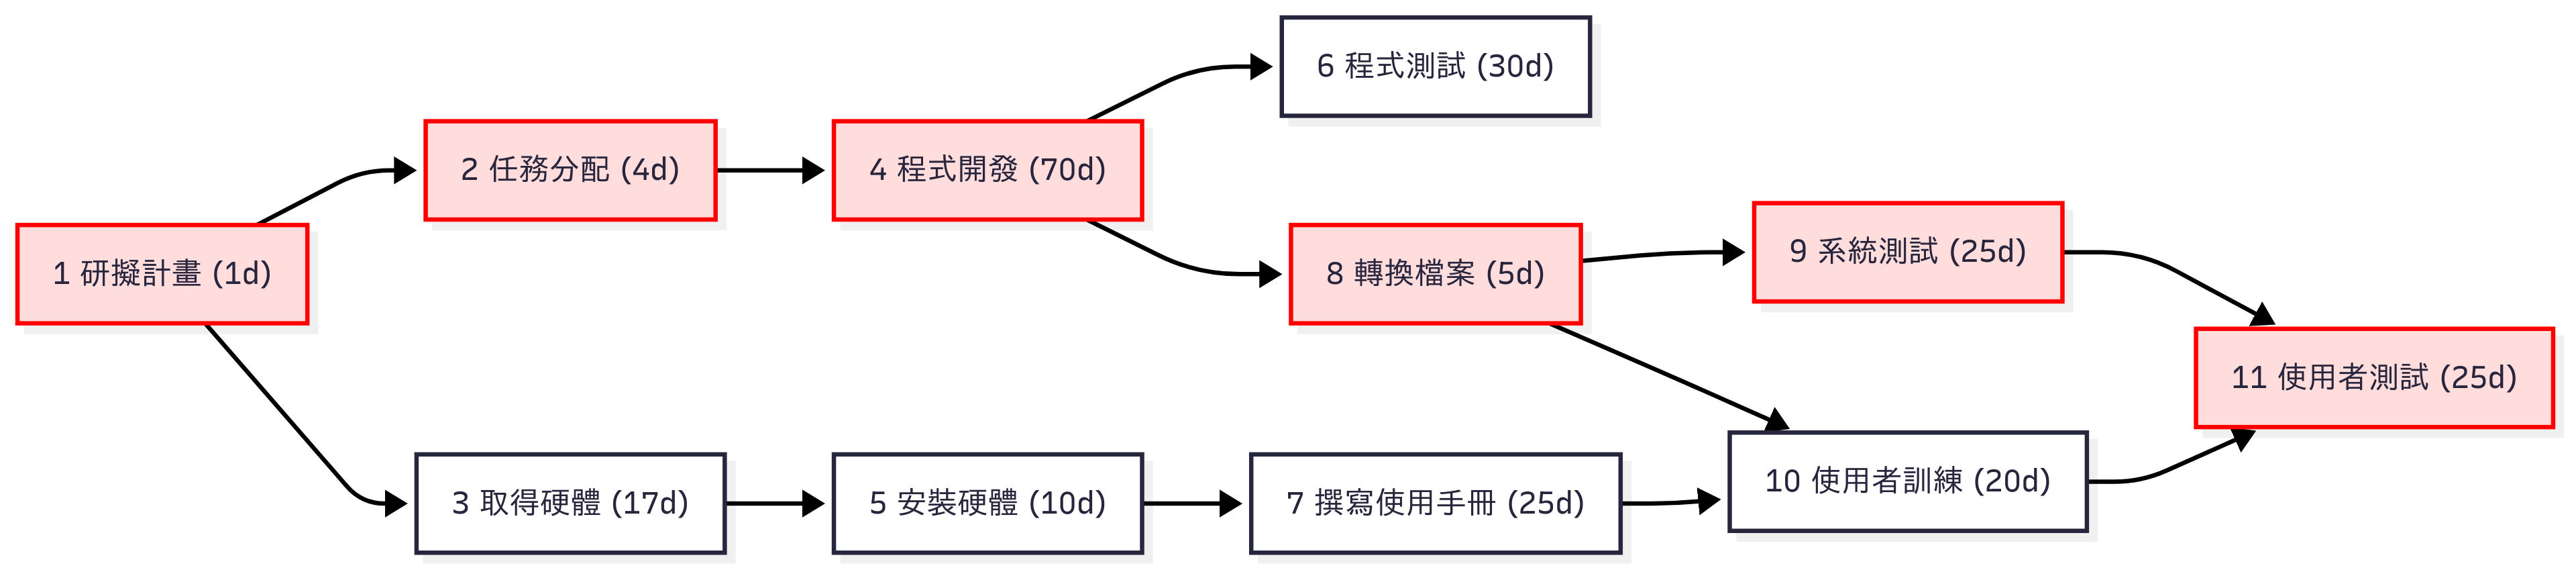 1 研擬計畫 (1d)
2 任務分配 (4d)
3 取得硬體 (17d)
4 程式開發 (70d)
5 安裝硬體 (10d)
6 程式測試 (30d)
7 撰寫使用手冊 (25d)
8 轉換檔案 (5d)
9 系統測試 (25d)
10 使用者訓練 (20d)
11 使用者測試 (25d)